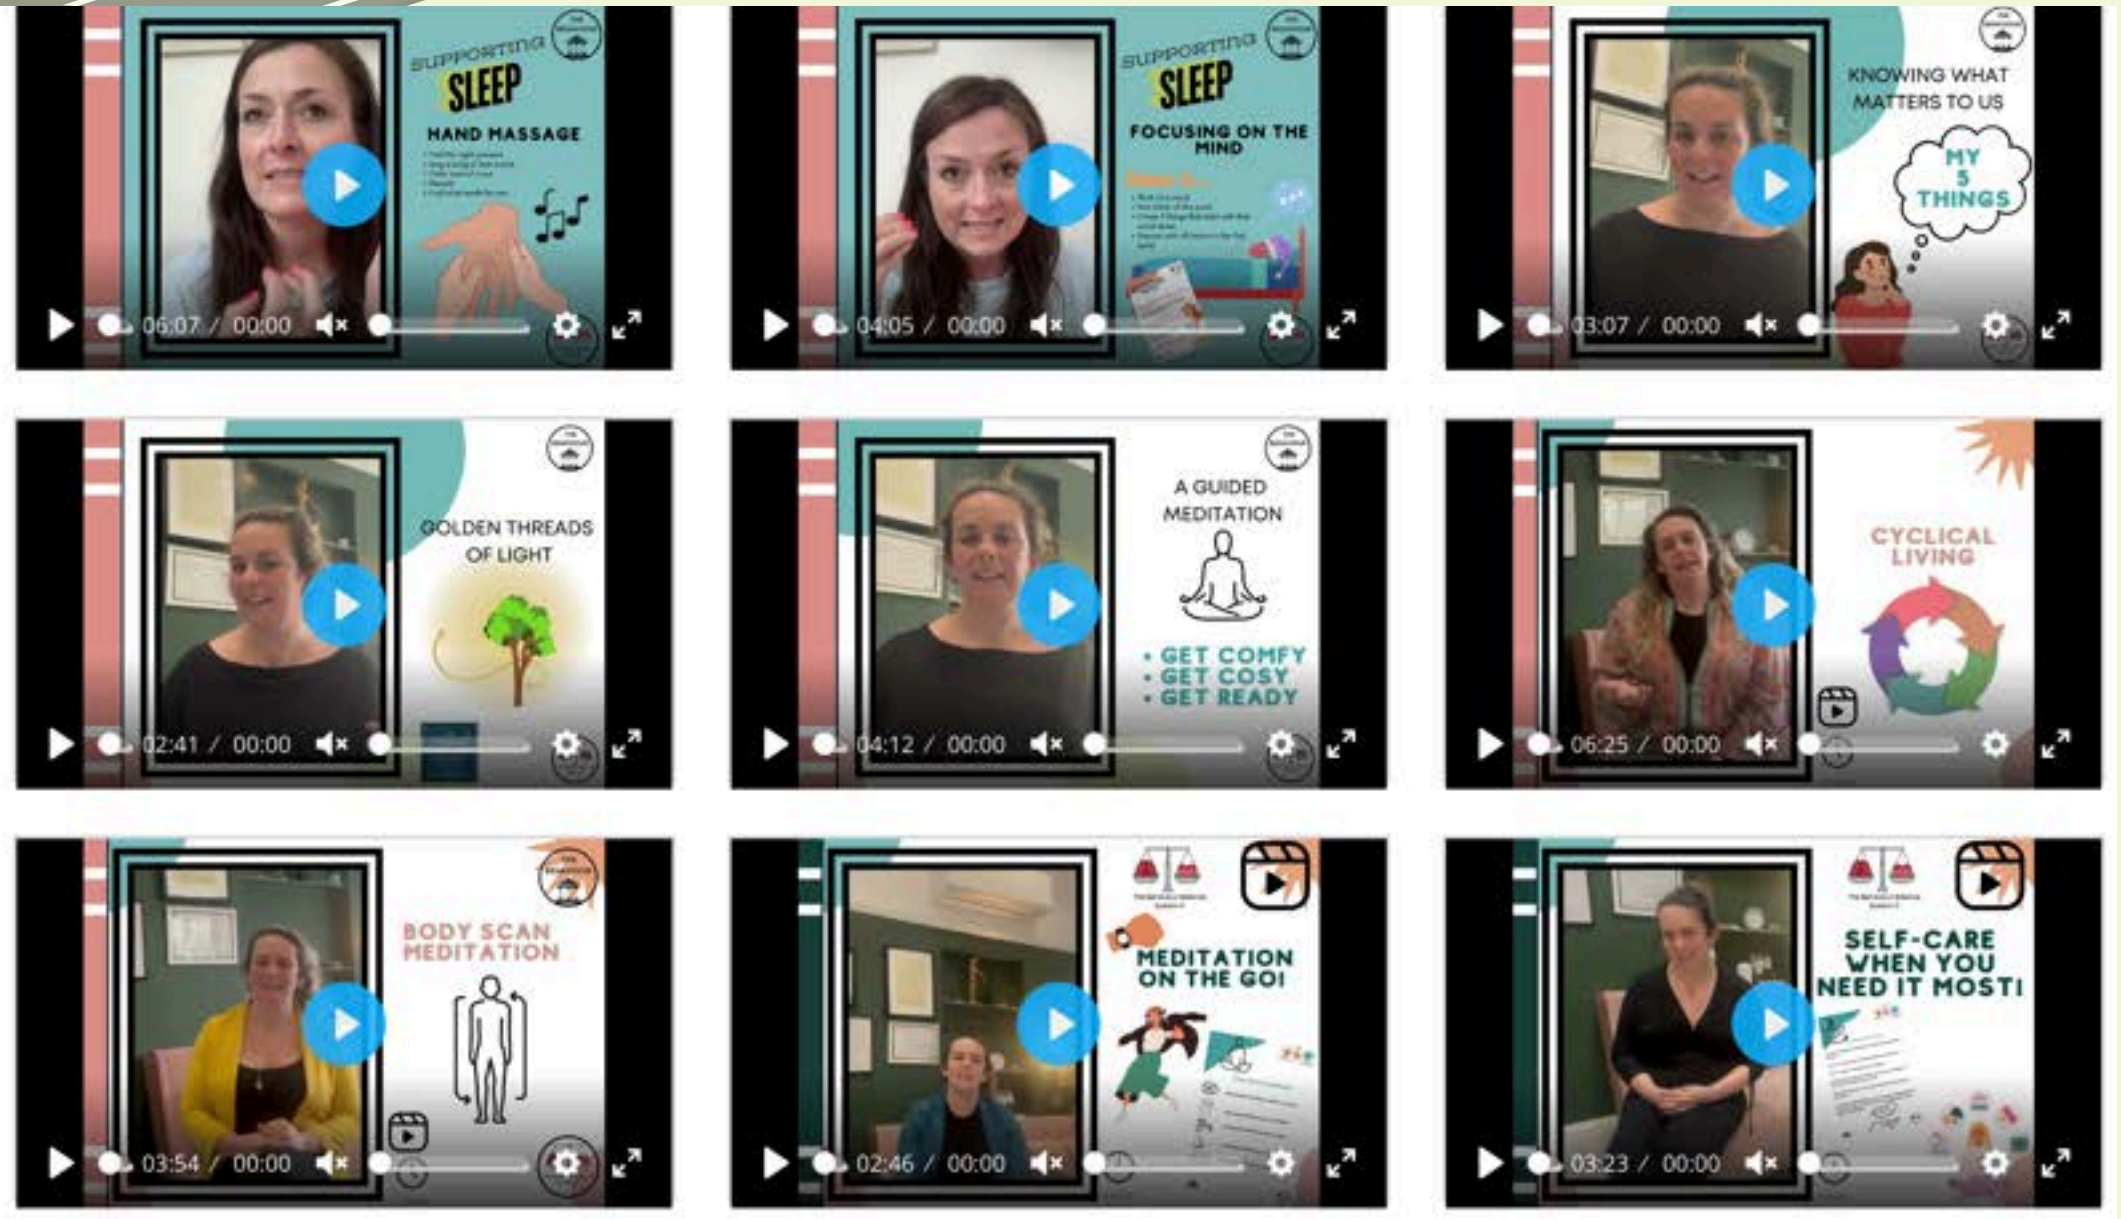 SUPPORTING
SLEEP
HAND MASSAGE
06:07 / 00:00
SUPPORTING
SLEEP
FOCUSING ON THE
MIND
04:05 / 00:00
KNOWING WHAT
MATTERS TO US
MY
5
THINGS
03:07 / 00:00
GOLDEN THREADS
OF LIGHT
02:41 / 00:00
A GUIDED
MEDITATION
• GET COMFY
• GET COSY
• GET READY
04:12 / 00:00
CYCLICAL
LIVING
06:25 / 00:00
BODY SCAN
MEDITATION
03:54 / 00:00
MEDITATION
ON THE GO!
02:46 / 00:00
SELF-CARE
WHEN YOU
NEED IT MOST!
03:23 / 00:00